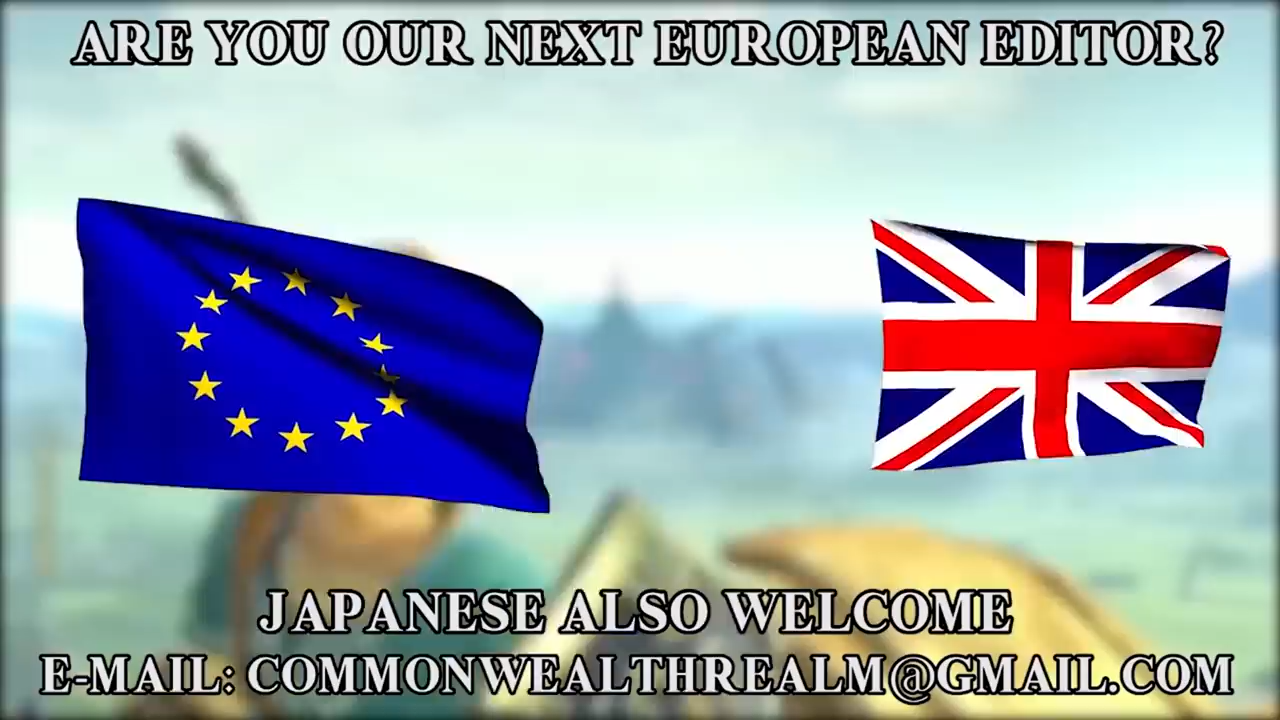 ARE YOU OUR NEXT EUROPEAN EDITOR?
JAPANESE ALSO WELCOME
E-MAIL: COMMONWEALTHREALM@GMAIL.COM